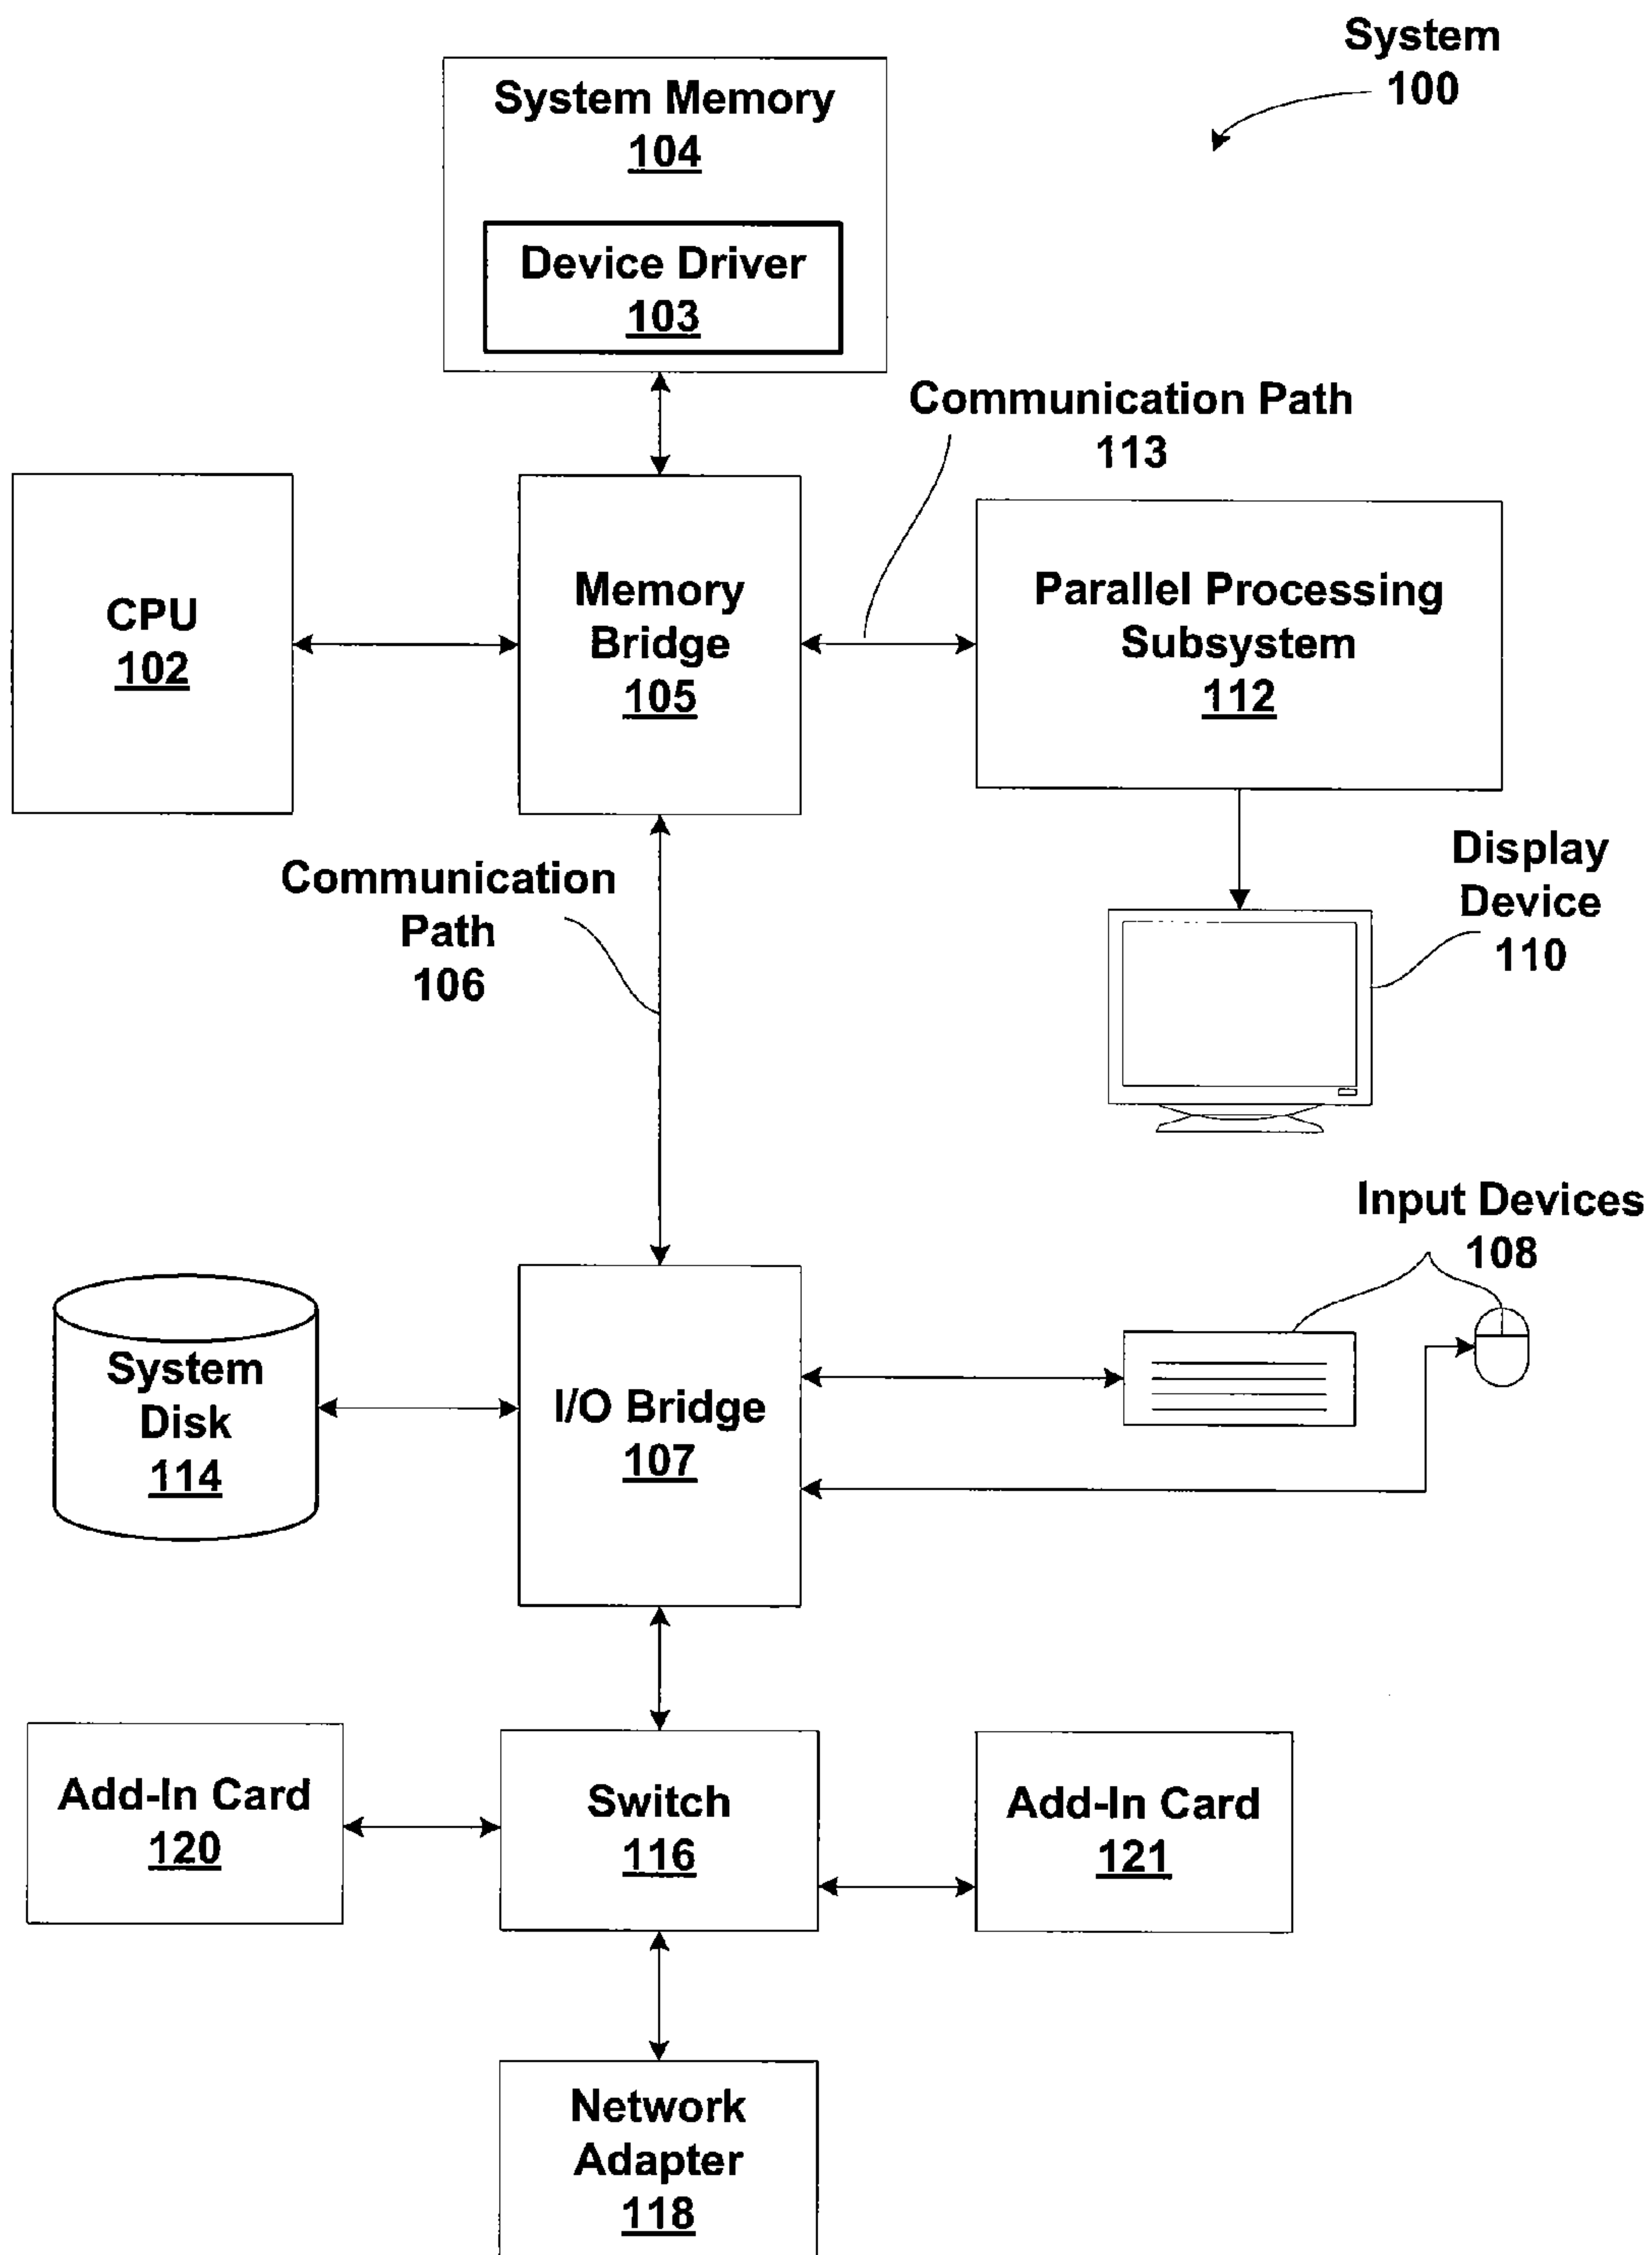 System
100
System Memory
104
Device Driver
103
Communication Path
113
CPU
102
Memory
Bridge
105
Parallel Processing
Subsystem
112
Communication
Path
106
Display
Device
110
Input Devices
108
System
Disk
114
I/O Bridge
107
Add-In Card
120
Switch
116
Add-In Card
121
Network
Adapter
118